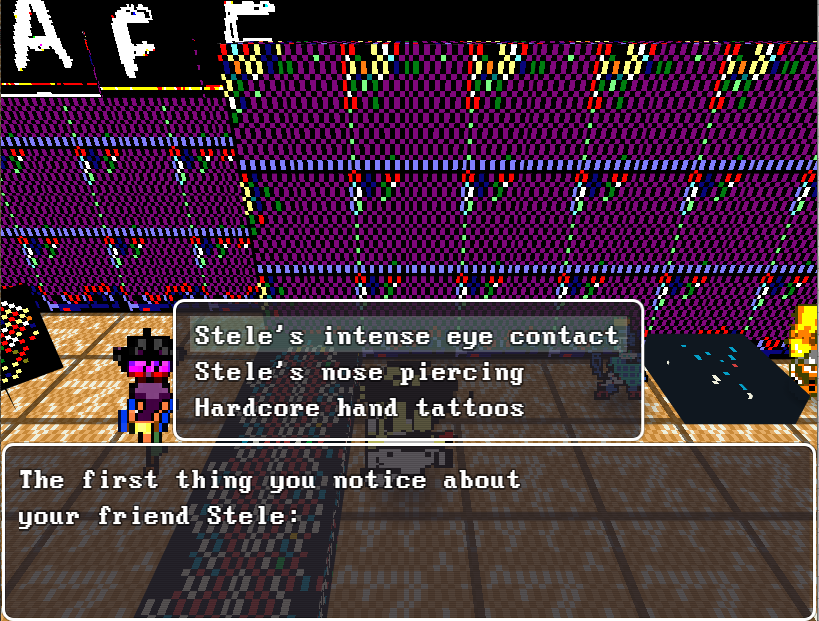 AFE
Stele's intense eye contact
Stele's nose piercing
Hardcore hand tattoos
The first thing you notice about
your friend Stele: